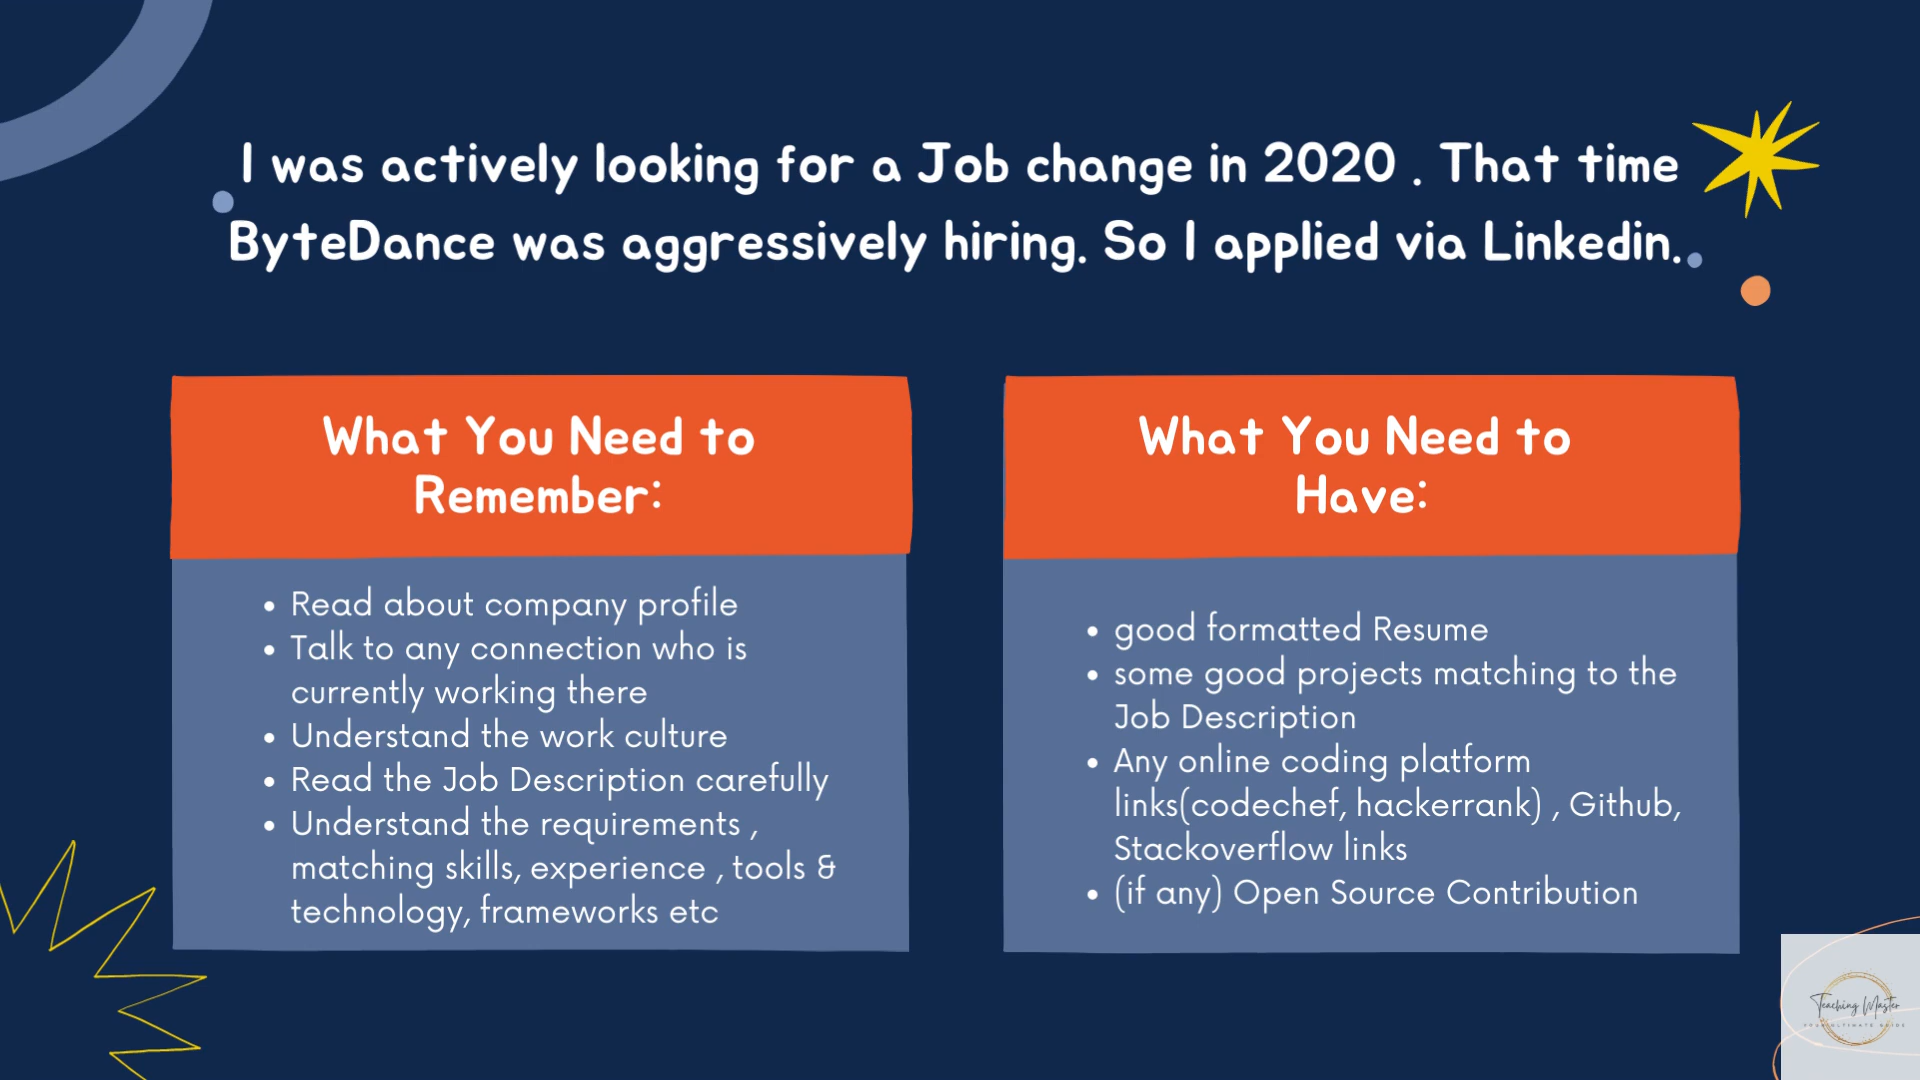 I was actively looking for a Job change in 2020 . That time
ByteDance was aggressively hiring. So I applied via Linkedin.
What You Need to
Remember:
• Read about company profile
• Talk to any connection who is
currently working there
• Understand the work culture
• Read the Job Description carefully
• Understand the requirements ,
matching skills, experience , tools &
technology, frameworks etc
What You Need to
Have:
• good formatted Resume
• some good projects matching to the
Job Description
• Any online coding platform
links(codechef, hackerrank) , Github,
Stackoverflow links
• (if any) Open Source Contribution
Teaching Master
YOUR ULTIMATE GUIDE